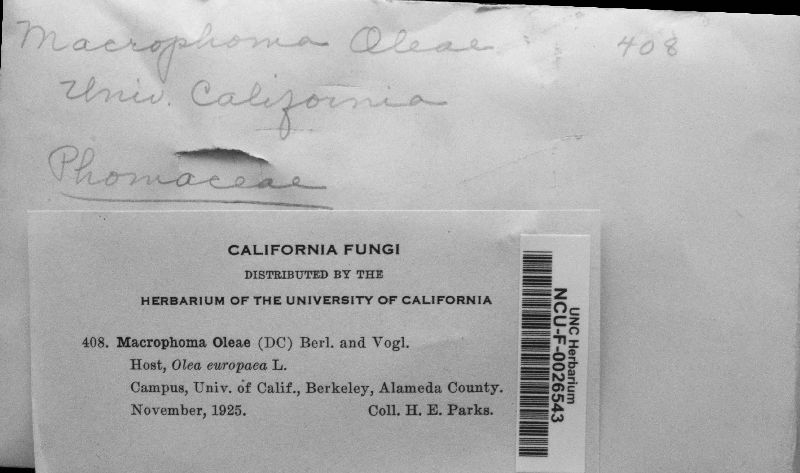 Macrophoma Oleae 408
Univ. California
Phomaceae
CALIFORNIA FUNGI
DISTRIBUTED BY THE
HERBARIUM OF THE UNIVERSITY OF CALIFORNIA
408. Macrophoma Oleae (DC) Berl. and Vogl.
Host, Olea europaea L.
Campus, Univ. of Calif., Berkeley, Alameda County.
November, 1925. Coll. H. E. Parks.
UNC Herbarium
NCU-F-0026543